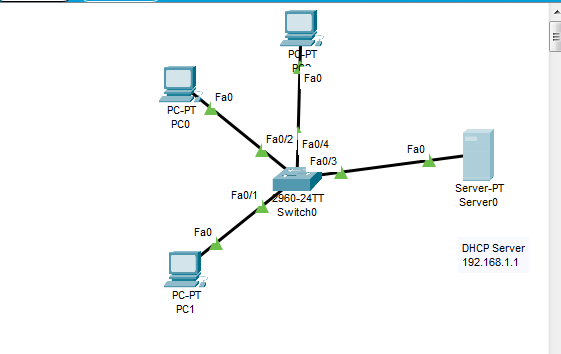 PC-PT
Fa0
PC-PT
PC0
Fa0
Fa0/2
Fa0/4
Fa0/3
Fa0
Server-PT
Server0
Fa0/1
2960-24TT
Switch0
Fa0
PC-PT
PC1
DHCP Server
192.168.1.1